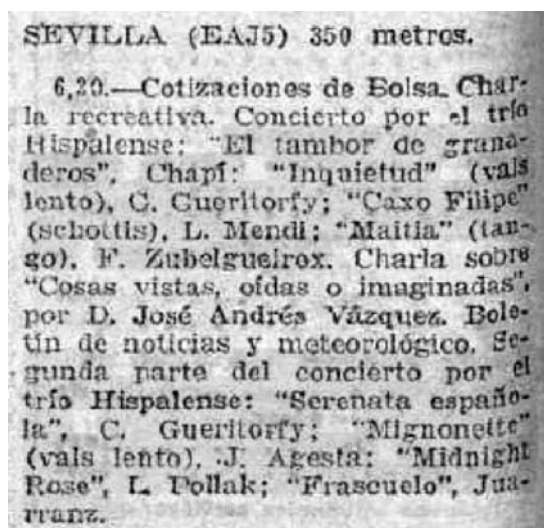 SEVILLA (EAJ5) 350 metros.
6,20.—Cotizaciones de Bolsa. Char-
la recreativa. Concierto por el trío
Hispalense: "El tambor de grana-
deros", Chapí: "Inquietud" (vals
lento), C. Gueritorfy; "Caxo Filipe"
(schottis), L. Mendi; "Maitia" (tan-
go), F. Zubelgueirox. Charla sobre
"Cosas vistas, oídas o imaginadas",
por D. José Andrés Vázquez. Bole-
tín de noticias y meteorológico. Se-
gunda parte del concierto por el
trío Hispalense: "Serenata españo-
la", C. Gueritorfy; "Mignonette"
(vals lento), J. Agesta: "Midnight
Rose", L. Pollak; "Frascuelo", Jua-
rranz.